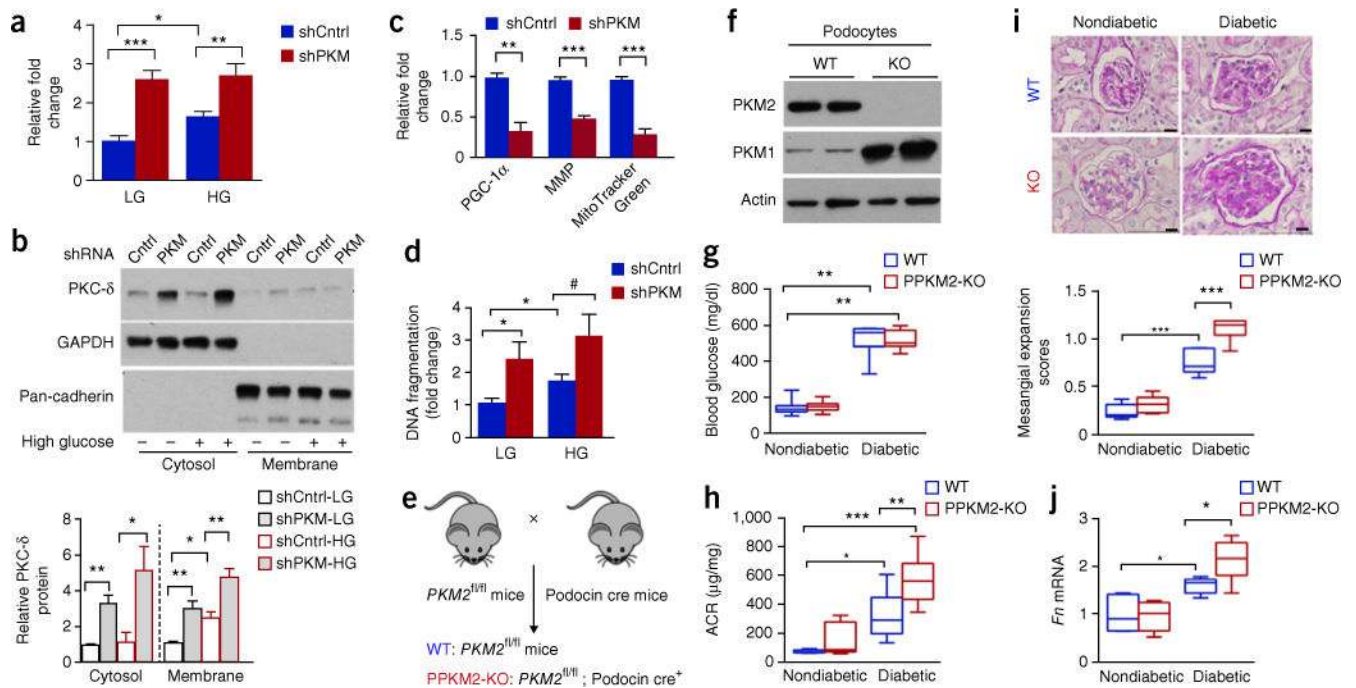 a
shCntrl
shPKM
Relative fold
change
4
3
2
1
0
*
***
**
LG
HG
b
shRNA
Cntrl
PKM
Cntrl
PKM
Cntrl
PKM
Cntrl
PKM
PKC-δ
GAPDH
Pan-cadherin
High glucose – – + + – – + +
Cytosol
Membrane
shCntrl-LG
shPKM-LG
shCntrl-HG
shPKM-HG
Relative PKC-δ
protein
8
6
4
2
0
**
*
**
*
**
Cytosol
Membrane
c
shCntrl
shPKM
Relative fold
change
1.5
1.0
0.5
0
**
***
***
PGC-1α
MMP
MitoTracker
Green
d
shCntrl
shPKM
DNA fragmentation
(fold change)
4
3
2
1
0
*
*
#
LG
HG
e
×
PKM2fl/fl mice
Podocin cre mice
WT: PKM2fl/fl mice
PPKM2-KO: PKM2fl/fl ; Podocin cre+
f
Podocytes
WT
KO
PKM2
PKM1
Actin
g
WT
PPKM2-KO
Blood glucose (mg/dl)
800
600
400
200
0
**
**
Nondiabetic
Diabetic
h
WT
PPKM2-KO
ACR (µg/mg)
1,000
800
600
400
200
0
***
**
*
Nondiabetic
Diabetic
i
Nondiabetic
Diabetic
WT
KO
WT
PPKM2-KO
Mesangial expansion
scores
1.5
1.0
0.5
0
***
***
Nondiabetic
Diabetic
j
WT
PPKM2-KO
Fn mRNA
3
2
1
0
*
*
Nondiabetic
Diabetic